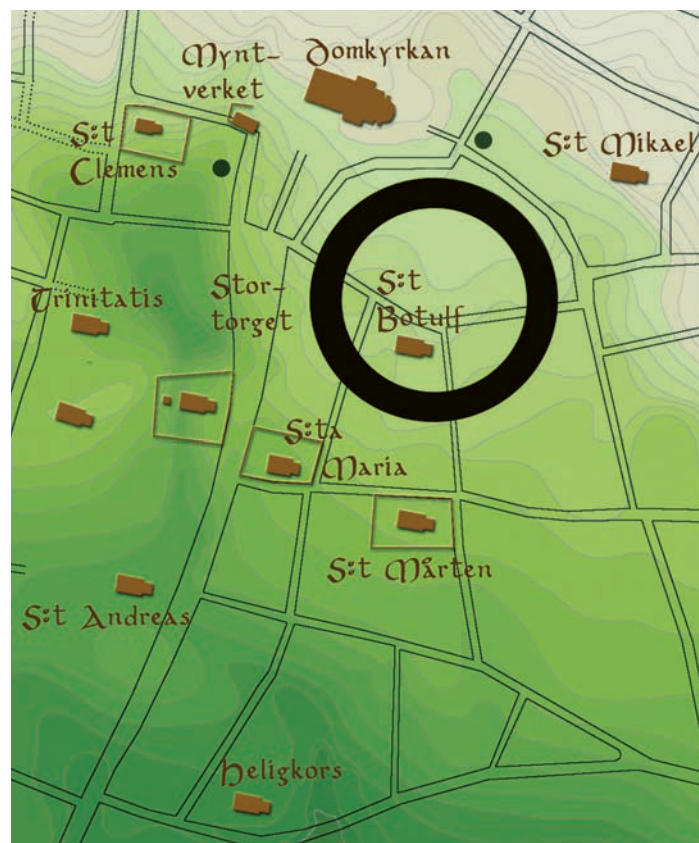 Mynt-
verket
Domkyrkan
S:t
Clemens
S:t Mikael
Trinitatis
Stor-
torget
S:t
Botulf
S:ta
Maria
S:t Mårten
S:t Andreas
Heligkors